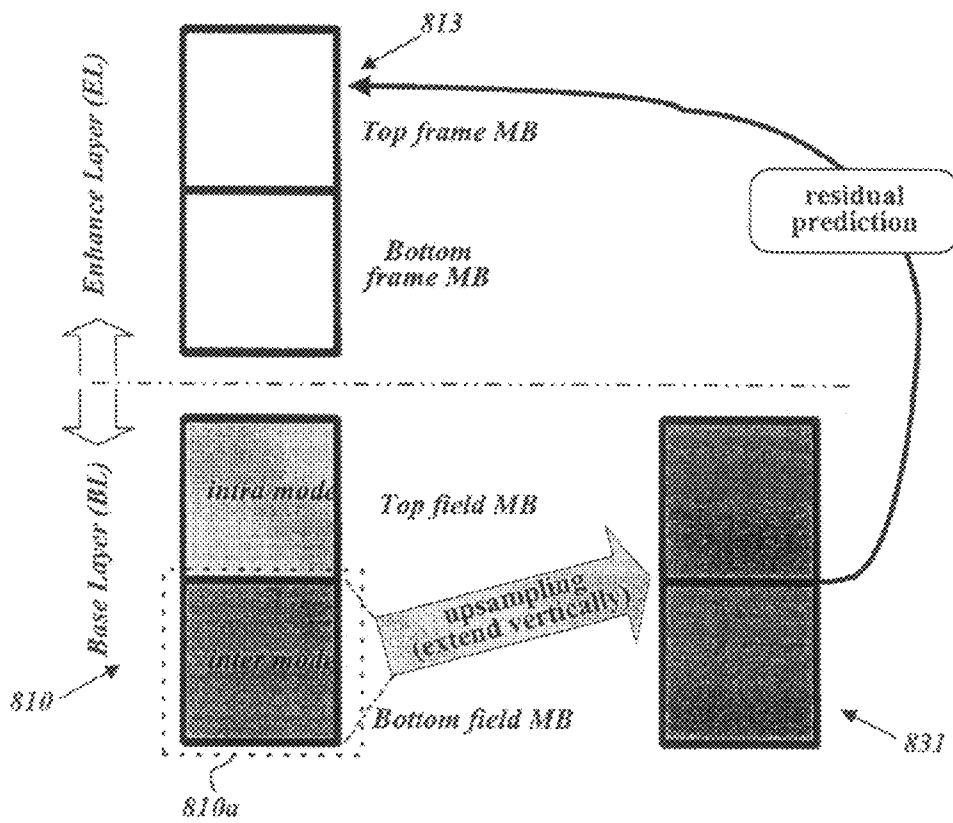 813
Enhance Layer (EL)
Top frame MB
residual
prediction
Bottom
frame MB
Base Layer (BL)
intra mode
Top field MB
upsampling
(extend vertically)
inter mode
810
Bottom field MB
831
810a